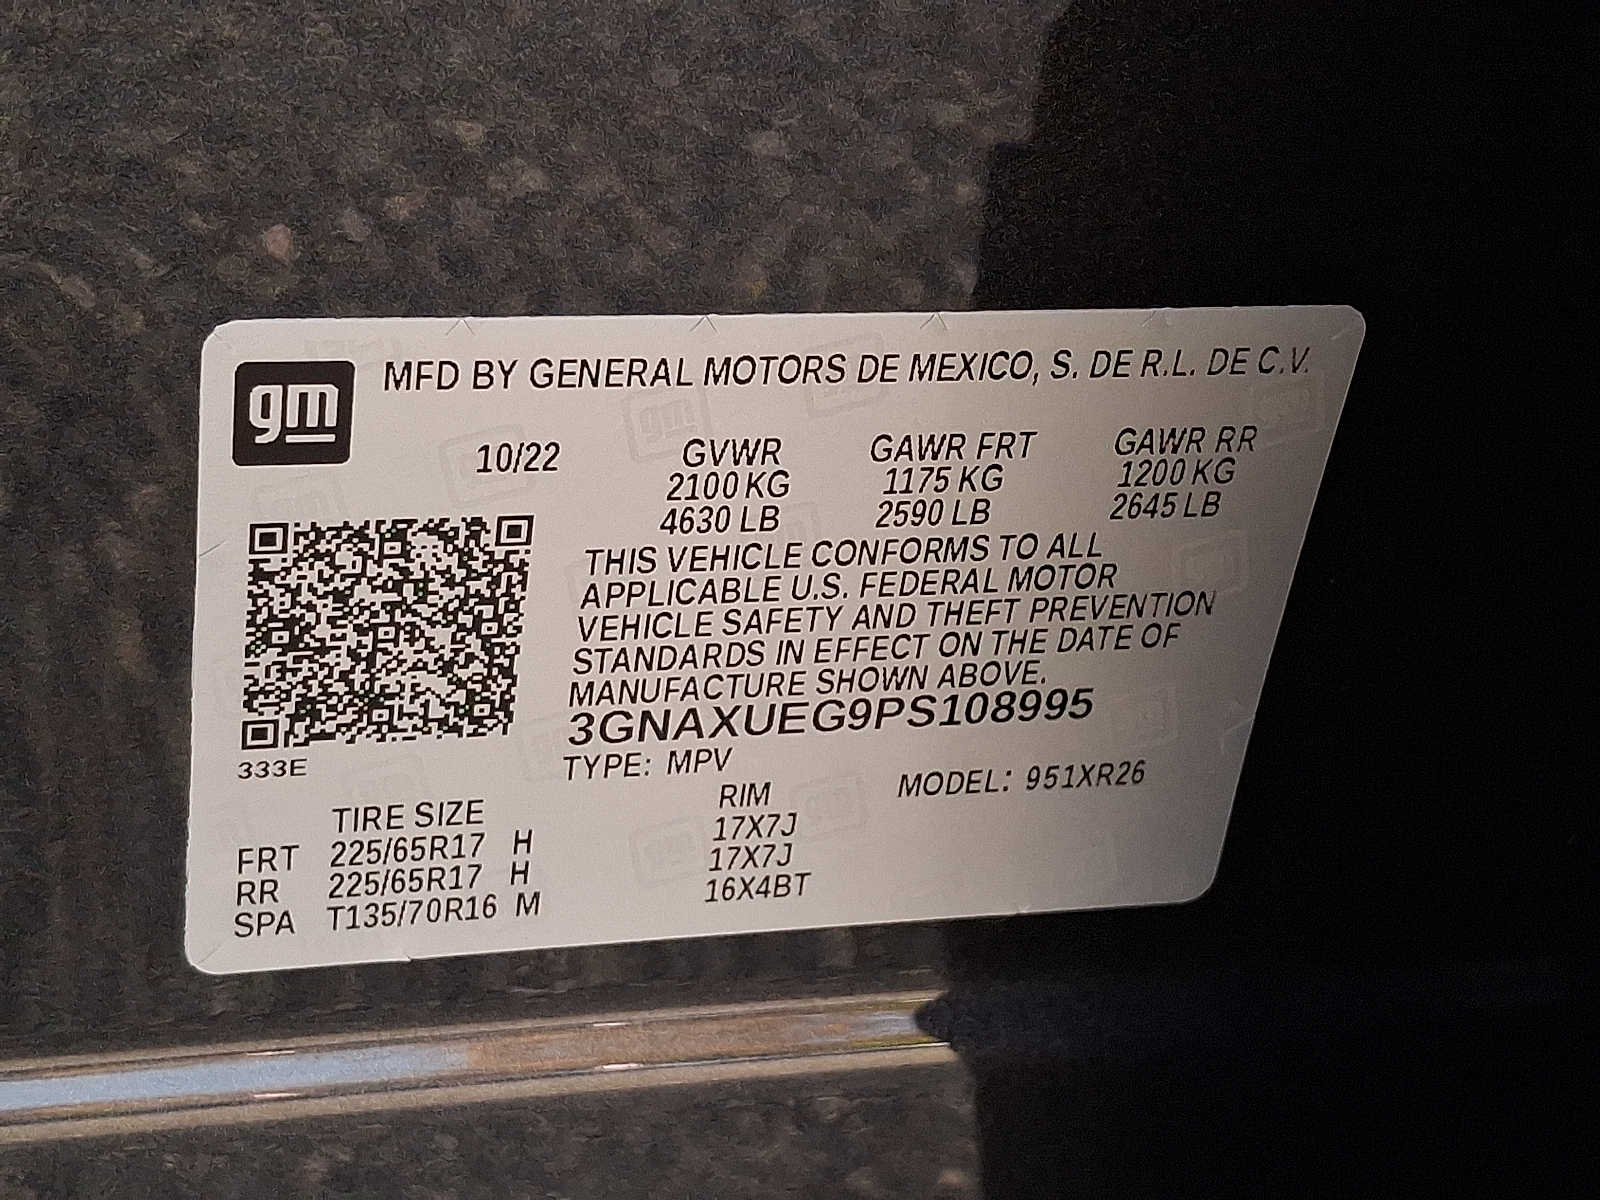 gm
MFD BY GENERAL MOTORS DE MEXICO, S. DE R.L. DE C.V.
10/22 GVWR GAWR FRT GAWR RR
2100 KG 1175 KG 1200 KG
4630 LB 2590 LB 2645 LB
THIS VEHICLE CONFORMS TO ALL
APPLICABLE U.S. FEDERAL MOTOR
VEHICLE SAFETY AND THEFT PREVENTION
STANDARDS IN EFFECT ON THE DATE OF
MANUFACTURE SHOWN ABOVE.
3GNAXUEG9PS108995
333E
TYPE: MPV MODEL: 951XR26
TIRE SIZE RIM
FRT 225/65R17 H 17X7J
RR 225/65R17 H 17X7J
SPA T135/70R16 M 16X4BT